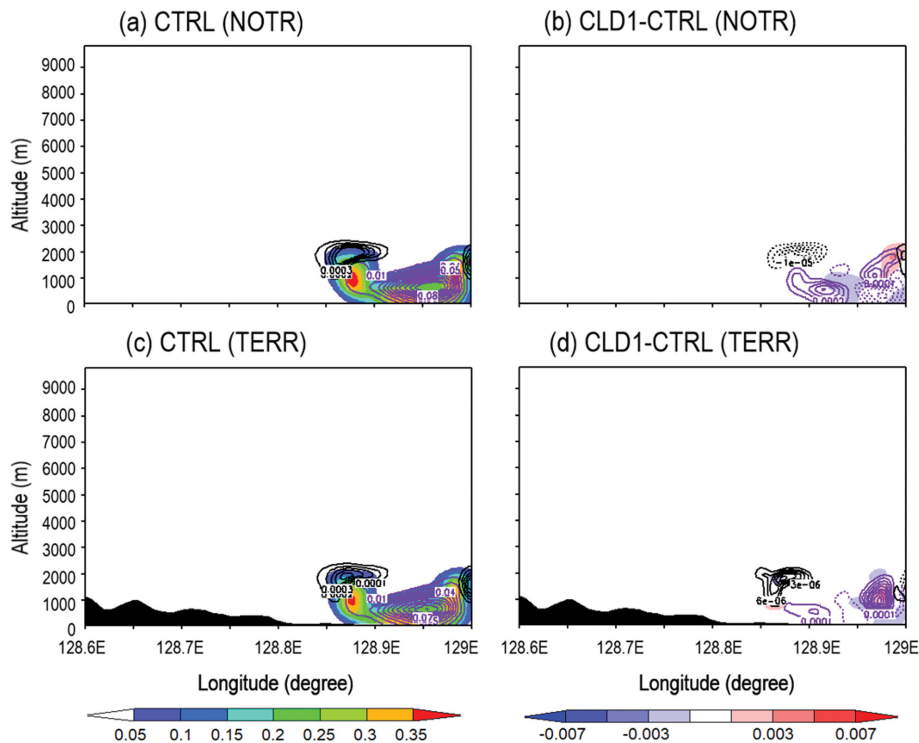 (a) CTRL (NOTR)
(b) CLD1-CTRL (NOTR)
Altitude (m)
9000
8000
7000
6000
5000
4000
3000
2000
1000
0
0.0003
0.01
0.05
0.08
-1e-05
0.0002
0.0001
(c) CTRL (TERR)
(d) CLD1-CTRL (TERR)
Altitude (m)
9000
8000
7000
6000
5000
4000
3000
2000
1000
0
0.0003
0.0001
0.01
0.04
0.07
3e-06
6e-06
0.0001
0.0001
128.6E 128.7E 128.8E 128.9E 129E
128.6E 128.7E 128.8E 128.9E 129E
Longitude (degree)
Longitude (degree)
0.05 0.1 0.15 0.2 0.25 0.3 0.35
-0.007 -0.003 0.003 0.007